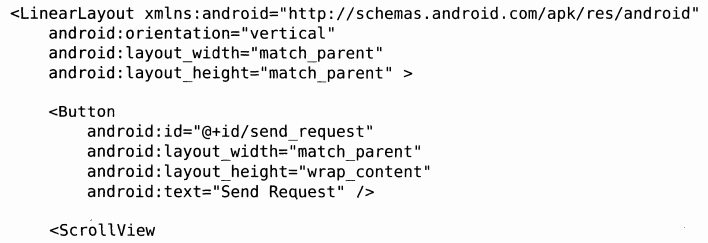 <LinearLayout xmlns:android="http://schemas.android.com/apk/res/android"
    android:orientation="vertical"
    android:layout_width="match_parent"
    android:layout_height="match_parent" >

    <Button
        android:id="@+id/send_request"
        android:layout_width="match_parent"
        android:layout_height="wrap_content"
        android:text="Send Request" />

    <ScrollView